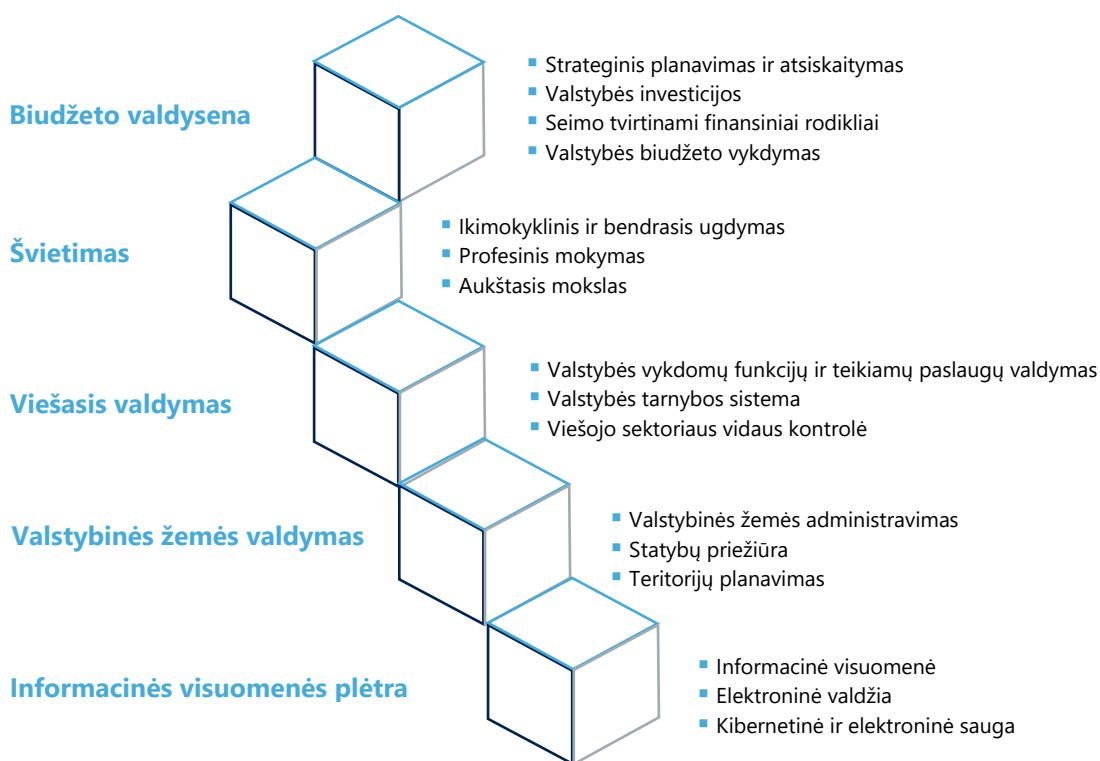 Biudžeto valdysena
▪ Strateginis planavimas ir atsiskaitymas
▪ Valstybės investicijos
▪ Seimo tvirtinami finansiniai rodikliai
▪ Valstybės biudžeto vykdymas
Švietimas
▪ Ikimokyklinis ir bendrasis ugdymas
▪ Profesinis mokymas
▪ Aukštasis mokslas
Viešasis valdymas
▪ Valstybės vykdomų funkcijų ir teikiamų paslaugų valdymas
▪ Valstybės tarnybos sistema
▪ Viešojo sektoriaus vidaus kontrolė
Valstybinės žemės valdymas
▪ Valstybinės žemės administravimas
▪ Statybų priežiūra
▪ Teritorijų planavimas
Informacinės visuomenės plėtra
▪ Informacinė visuomenė
▪ Elektroninė valdžia
▪ Kibernetinė ir elektroninė sauga